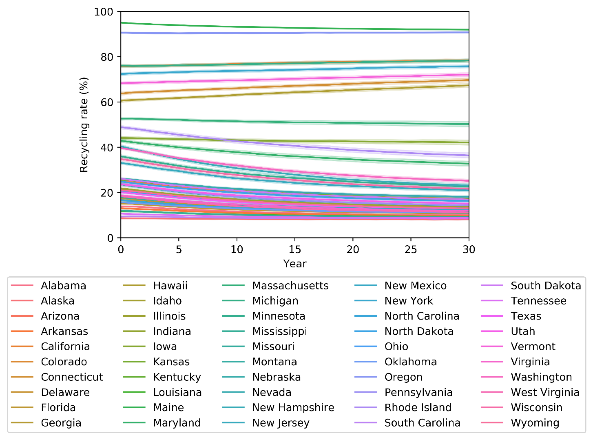 100
80
60
40
20
0
Recycling rate (%)
0 5 10 15 20 25 30
Year
Alabama Hawaii Massachusetts New Mexico South Dakota
Alaska Idaho Michigan New York Tennessee
Arizona Illinois Minnesota North Carolina Texas
Arkansas Indiana Mississippi North Dakota Utah
California Iowa Missouri Ohio Vermont
Colorado Kansas Montana Oklahoma Virginia
Connecticut Kentucky Nebraska Oregon Washington
Delaware Louisiana Nevada Pennsylvania West Virginia
Florida Maine New Hampshire Rhode Island Wisconsin
Georgia Maryland New Jersey South Carolina Wyoming